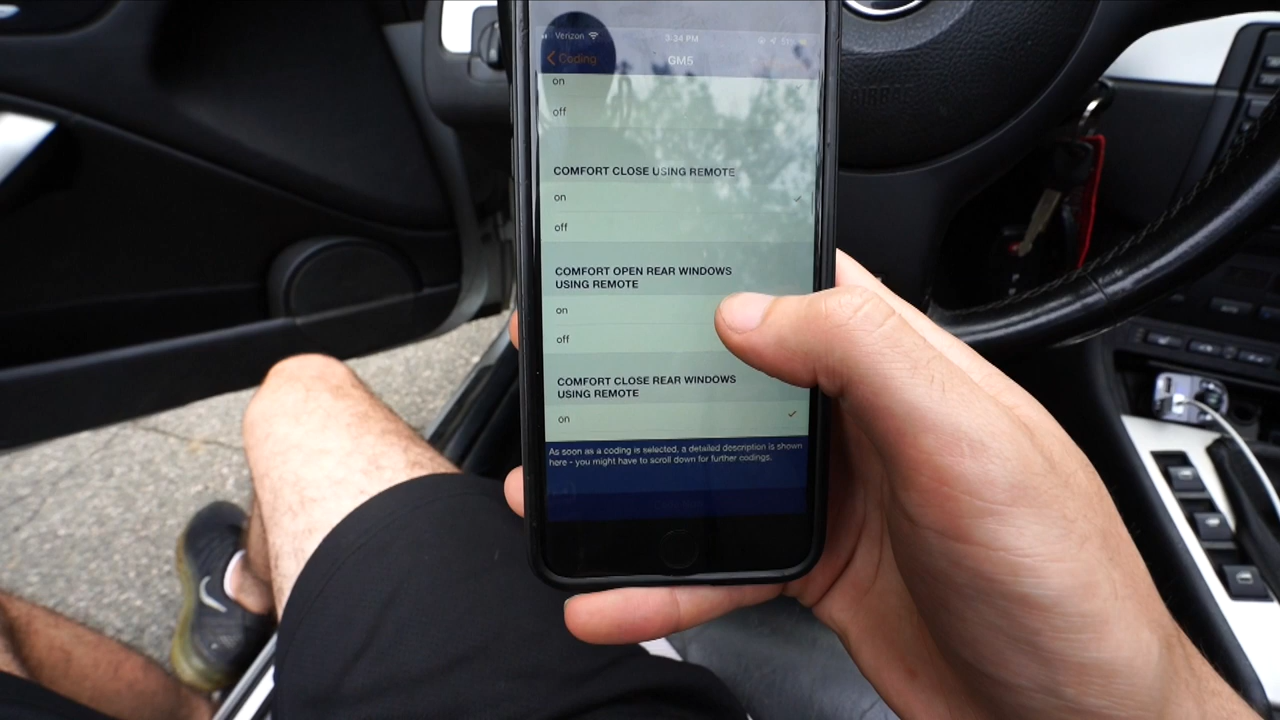 Verizon 3:24 PM 51%
Coding GM5
on
off
COMFORT CLOSE USING REMOTE
on
off
COMFORT OPEN REAR WINDOWS
USING REMOTE
on
off
COMFORT CLOSE REAR WINDOWS
USING REMOTE
on
As soon as a coding is selected, a detailed description is shown
here - you might have to scroll down for further codings.
AIRBAG